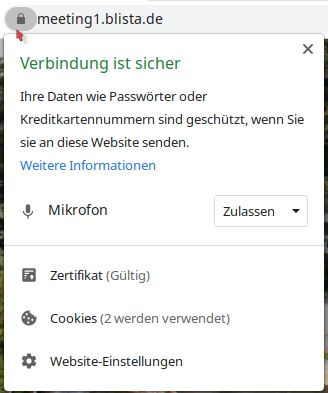 meeting1.blista.de
Verbindung ist sicher
Ihre Daten wie Passwörter oder
Kreditkartennummern sind geschützt, wenn Sie
sie an diese Website senden.
Weitere Informationen
Mikrofon Zulassen
Zertifikat (Gültig)
Cookies (2 werden verwendet)
Website-Einstellungen